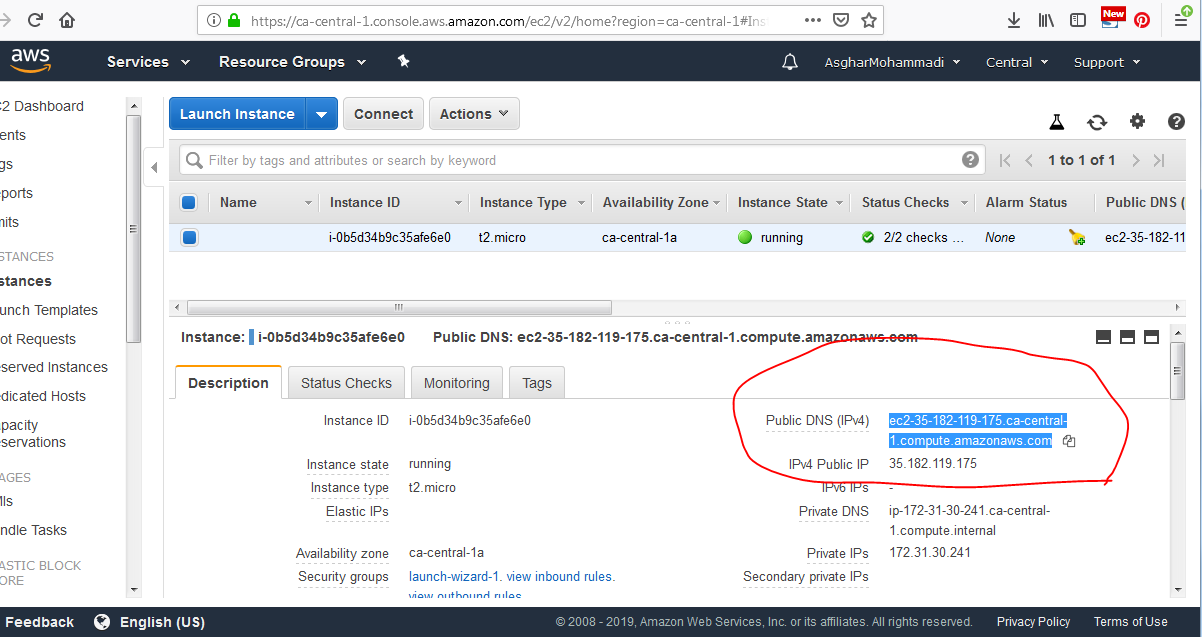 https://ca-central-1.console.aws.amazon.com/ec2/v2/home?region=ca-central-1#Ins
New
aws Services Resource Groups AsgharMohammadi Central Support
C2 Dashboard
ents
gs
ports
mits
STANCES
stances
unch Templates
ot Requests
eserved Instances
edicated Hosts
apacity
eservations
AGES
MIs
ndle Tasks
ASTIC BLOCK
ORE
Launch Instance Connect Actions
Filter by tags and attributes or search by keyword 1 to 1 of 1
Name Instance ID Instance Type Availability Zone Instance State Status Checks Alarm Status Public DNS (
i-0b5d34b9c35afe6e0 t2.micro ca-central-1a running 2/2 checks ... None ec2-35-182-11
Instance: i-0b5d34b9c35afe6e0 Public DNS: ec2-35-182-119-175.ca-central-1.compute.amazonaws.com
Description Status Checks Monitoring Tags
Instance ID i-0b5d34b9c35afe6e0
Instance state running
Instance type t2.micro
Elastic IPs
Availability zone ca-central-1a
Security groups launch-wizard-1. view inbound rules.
view outbound rules
Public DNS (IPv4) ec2-35-182-119-175.ca-central-
1.compute.amazonaws.com
IPv4 Public IP 35.182.119.175
IPv6 IPs -
Private DNS ip-172-31-30-241.ca-central-
1.compute.internal
Private IPs 172.31.30.241
Secondary private IPs
Feedback English (US) © 2008 - 2019, Amazon Web Services, Inc. or its affiliates. All rights reserved. Privacy Policy Terms of Use